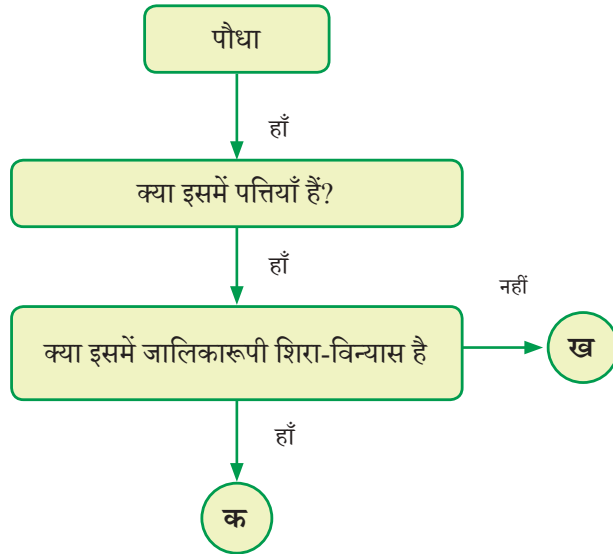 पौधा
हाँ
क्या इसमें पत्तियाँ हैं?
हाँ
नहीं
क्या इसमें जालिकारूपी शिरा-विन्यास है
ख
हाँ
क